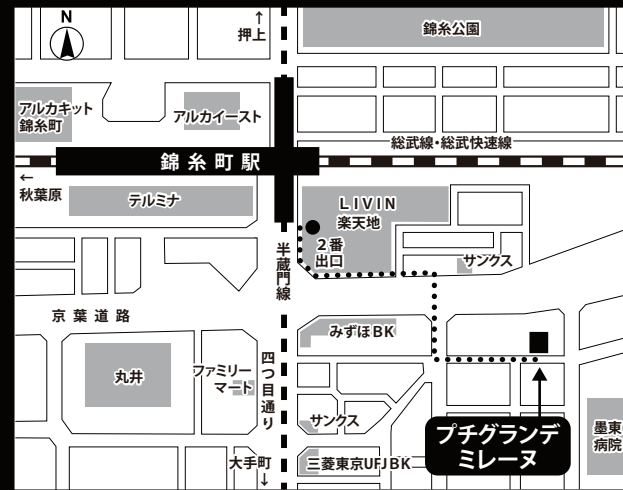 N
↑
押上
錦糸公園
アルカキット
錦糸町
アルカイースト
総武線・総武快速線
錦糸町駅
←
秋葉原
テルミナ
LIVIN
楽天地
2番
出口
サンクス
半蔵門線
京葉道路
みずほBK
丸井
ファミリー
マート
四つ目通り
サンクス
プチグランデ
ミレーヌ
墨東
病院
大手町
↓
三菱東京UFJBK